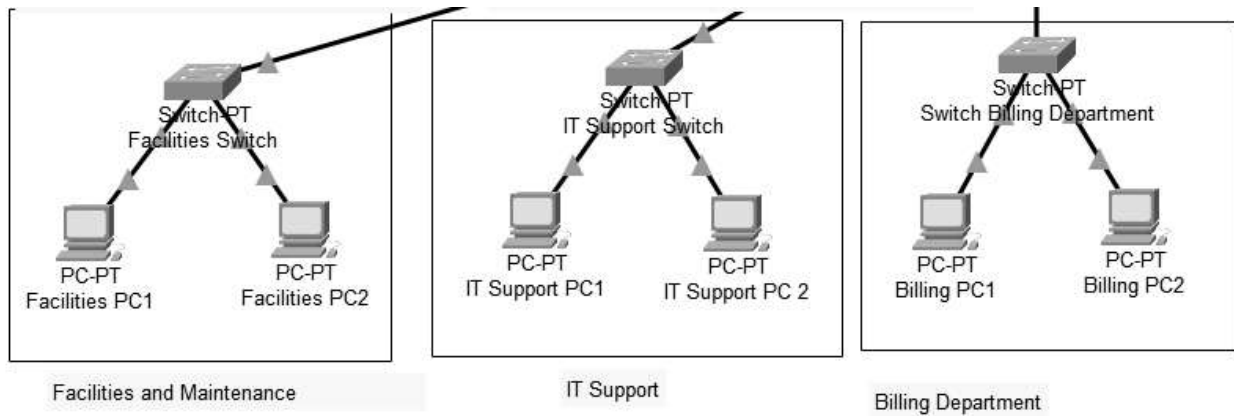 Switch-PT
Facilities Switch
PC-PT
Facilities PC1
PC-PT
Facilities PC2
Facilities and Maintenance
Switch-PT
IT Support Switch
PC-PT
IT Support PC1
PC-PT
IT Support PC 2
IT Support
Switch-PT
Switch Billing Department
PC-PT
Billing PC1
PC-PT
Billing PC2
Billing Department